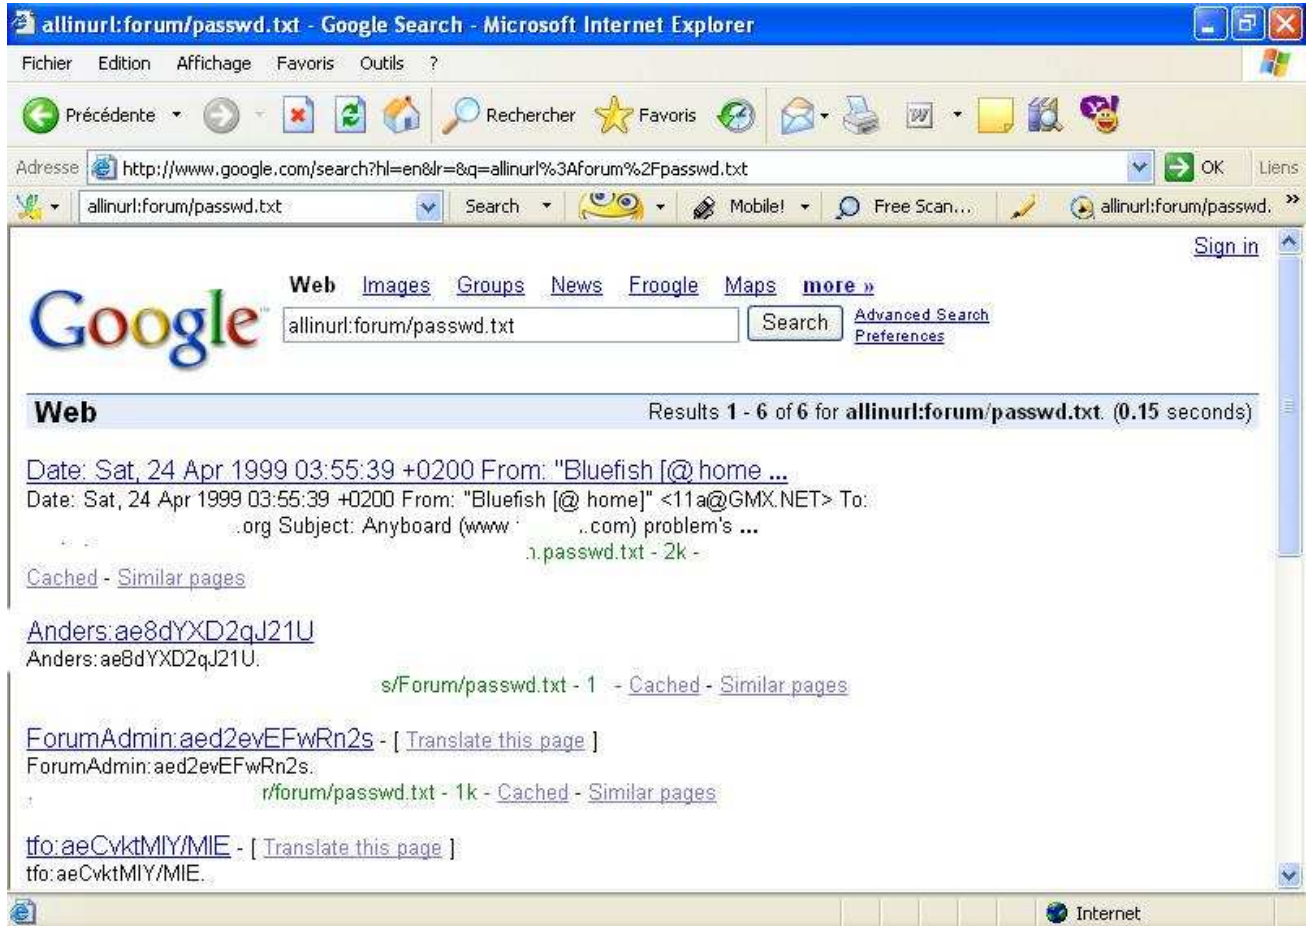 allinurl:forum/passwd.txt - Google Search - Microsoft Internet Explorer
Fichier Edition Affichage Favoris Outils ?
Précédente Rechercher Favoris
Adresse http://www.google.com/search?hl=en&lr=&q=allinurl%3Aforum%2Fpasswd.txt OK Liens
allinurl:forum/passwd.txt Search Mobile! Free Scan... allinurl:forum/passwd. »
Sign in
Web Images Groups News Froogle Maps more »
Google™
allinurl:forum/passwd.txt Search Advanced Search
Preferences
Web Results 1 - 6 of 6 for allinurl:forum/passwd.txt. (0.15 seconds)
Date: Sat, 24 Apr 1999 03:55:39 +0200 From: "Bluefish [@ home ...
Date: Sat, 24 Apr 1999 03:55:39 +0200 From: "Bluefish [@ home]" <11a@GMX.NET> To:
.org Subject: Anyboard (www ..com) problem's ...
.passwd.txt - 2k -
Cached - Similar pages
Anders:ae8dYXD2qJ21U
Anders:ae8dYXD2qJ21U.
s/Forum/passwd.txt - 1 - Cached - Similar pages
ForumAdmin:aed2evEFwRn2s - [ Translate this page ]
ForumAdmin:aed2evEFwRn2s.
r/forum/passwd.txt - 1k - Cached - Similar pages
tfo:aeCvktMIY/MIE - [ Translate this page ]
tfo:aeCvktMIY/MIE.
Internet